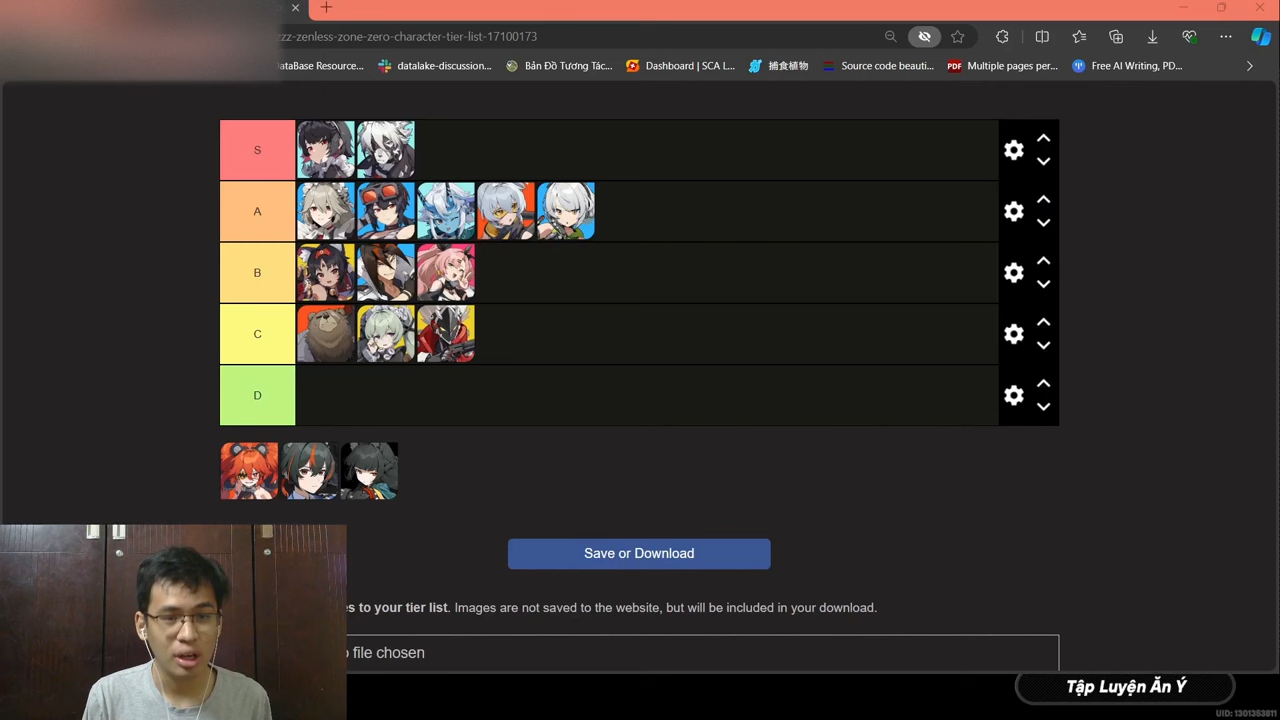 zzz-zenless-zone-zero-character-tier-list-17100173
DataBase Resource...
datalake-discussion...
Bản Đồ Tương Tác...
Dashboard | SCA L...
捕食植物
Source code beauti...
PDF
Multiple pages per...
Free AI Writing, PD...
S
A
B
C
D
Save or Download
es to your tier list. Images are not saved to the website, but will be included in your download.
o file chosen
Tập Luyện Ăn Ý
UID: 1301353811